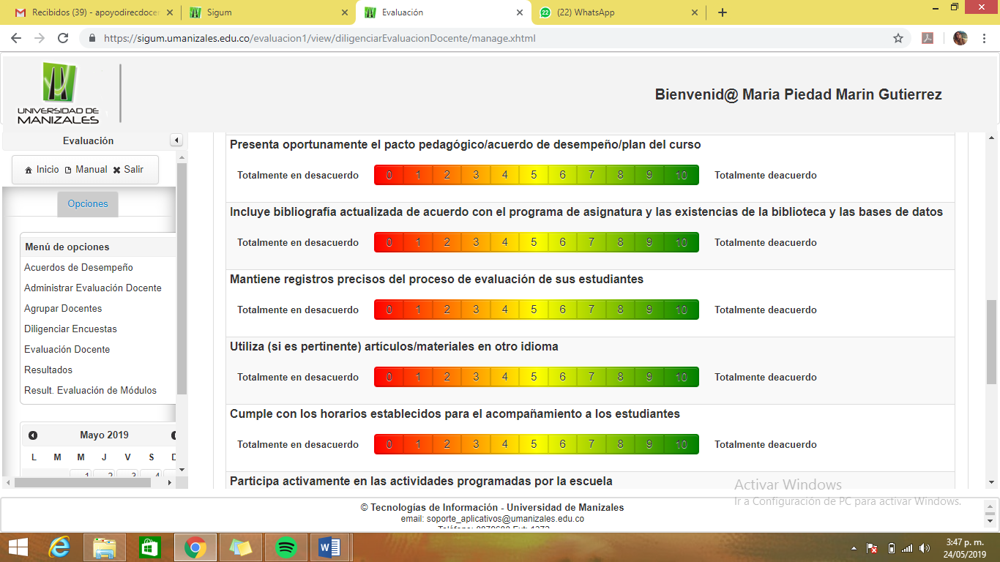 Recibidos (39) - apoyodirecdocen
Sigum
Evaluación
(22) WhatsApp
https://sigum.umanizales.edu.co/evaluacion1/view/diligenciarEvaluacionDocente/manage.xhtml
UNIVERSIDAD DE
MANIZALES
Bienvenid@ Maria Piedad Marin Gutierrez
Evaluación
Inicio Manual Salir
Opciones
Menú de opciones
Acuerdos de Desempeño
Administrar Evaluación Docente
Agrupar Docentes
Diligenciar Encuestas
Evaluación Docente
Resultados
Result. Evaluación de Módulos
Mayo 2019
L M M J V S D
1 2 3 4
Presenta oportunamente el pacto pedagógico/acuerdo de desempeño/plan del curso
Totalmente en desacuerdo 0 1 2 3 4 5 6 7 8 9 10 Totalmente deacuerdo
Incluye bibliografía actualizada de acuerdo con el programa de asignatura y las existencias de la biblioteca y las bases de datos
Totalmente en desacuerdo 0 1 2 3 4 5 6 7 8 9 10 Totalmente deacuerdo
Mantiene registros precisos del proceso de evaluación de sus estudiantes
Totalmente en desacuerdo 0 1 2 3 4 5 6 7 8 9 10 Totalmente deacuerdo
Utiliza (si es pertinente) artículos/materiales en otro idioma
Totalmente en desacuerdo 0 1 2 3 4 5 6 7 8 9 10 Totalmente deacuerdo
Cumple con los horarios establecidos para el acompañamiento a los estudiantes
Totalmente en desacuerdo 0 1 2 3 4 5 6 7 8 9 10 Totalmente deacuerdo
Participa activamente en las actividades programadas por la escuela
Activar Windows
Ir a Configuración de PC para activar Windows.
© Tecnologías de Información - Universidad de Manizales
email: soporte_aplicativos@umanizales.edu.co
3:47 p. m.
24/05/2019